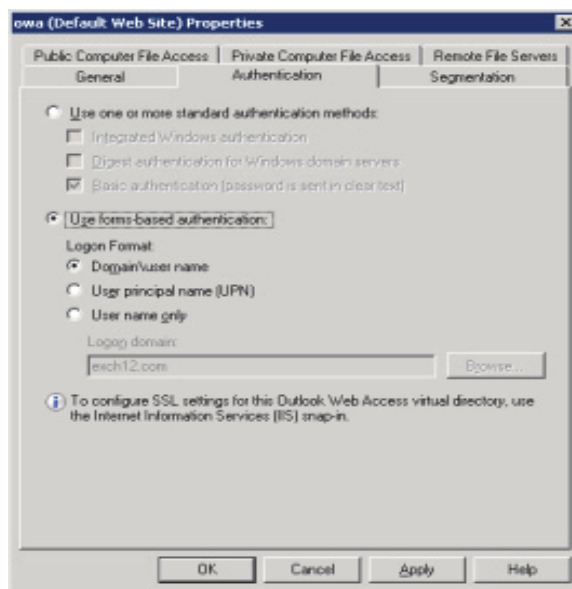 owa (Default Web Site) Properties
Public Computer File Access
Private Computer File Access
Remote File Servers
General
Authentication
Segmentation
Use one or more standard authentication methods:
Integrated Windows authentication
Digest authentication for Windows domain servers
Basic authentication (password is sent in clear text)
Use forms-based authentication:
Logon Format:
Domain\user name
User principal name (UPN)
User name only
Logon domain:
exch12.com
Browse...
To configure SSL settings for this Outlook Web Access virtual directory, use
the Internet Information Services (IIS) snap-in.
OK
Cancel
Apply
Help